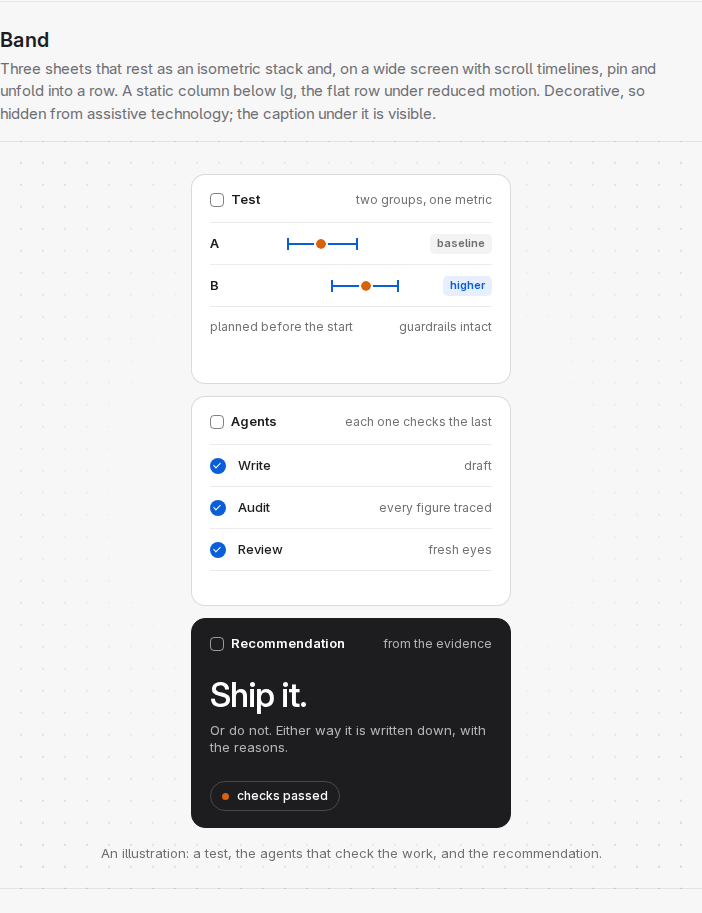 Band
Three sheets that rest as an isometric stack and, on a wide screen with scroll timelines, pin and
unfold into a row. A static column below lg, the flat row under reduced motion. Decorative, so
hidden from assistive technology; the caption under it is visible.
Test two groups, one metric
A baseline
B higher
planned before the start guardrails intact
Agents each one checks the last
Write draft
Audit every figure traced
Review fresh eyes
Recommendation from the evidence
Ship it.
Or do not. Either way it is written down, with
the reasons.
checks passed
An illustration: a test, the agents that check the work, and the recommendation.